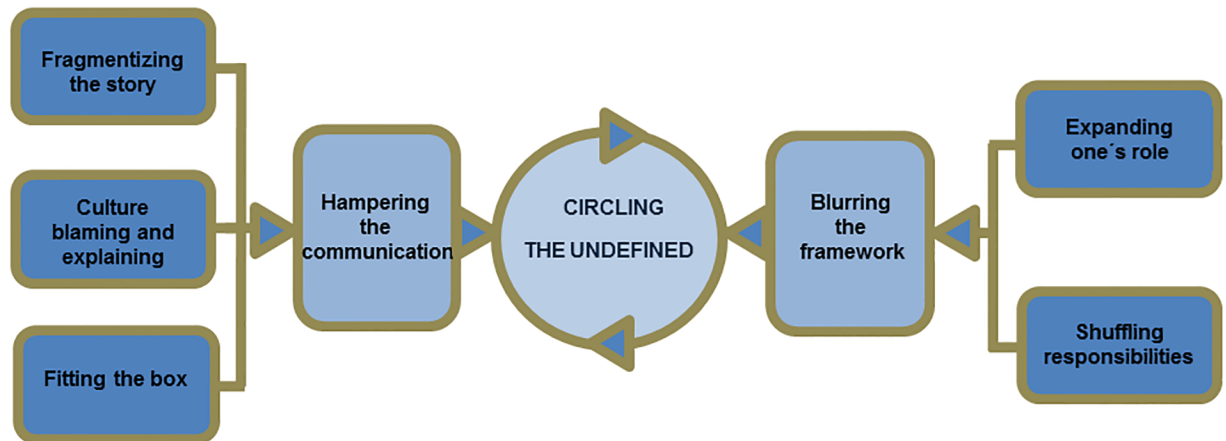 Fragmentizing
the story
Culture
blaming and
explaining
Fitting the box
Hampering
the
communication
CIRCLING
THE UNDEFINED
Blurring
the
framework
Expanding
one´s role
Shuffling
responsibilities